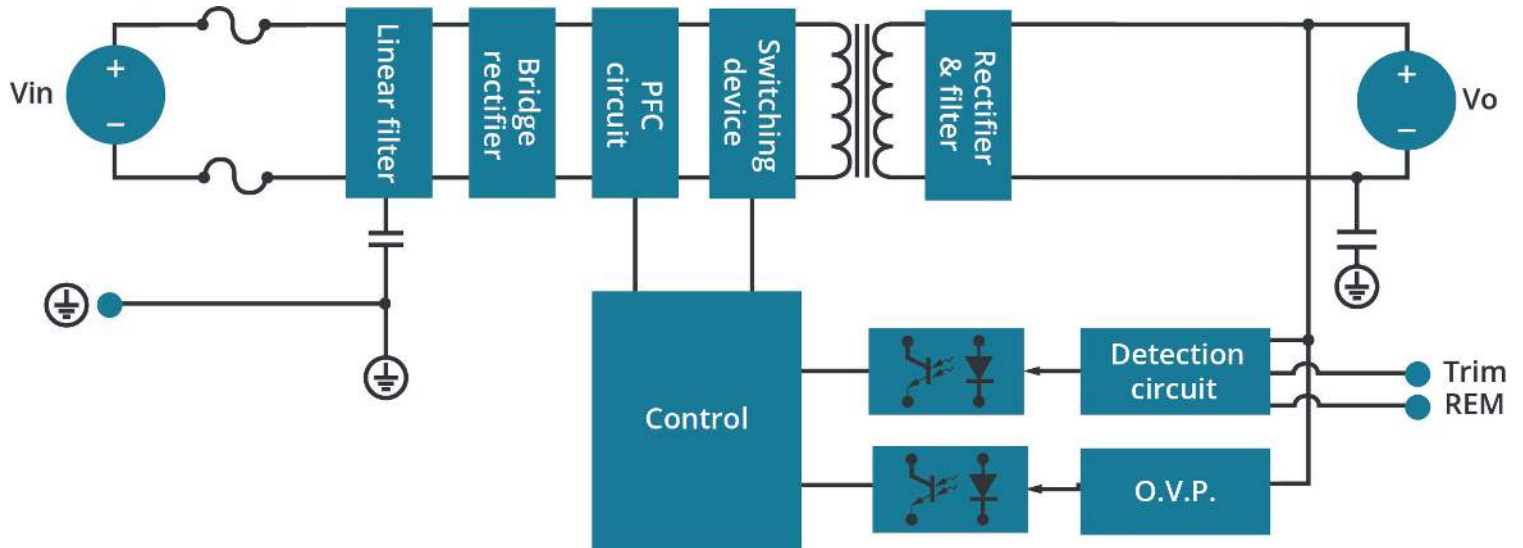 Vin
+
−
Linear filter
Bridge
rectifier
PFC
circuit
Switching
device
Rectifier
& filter
+
−
Vo
Control
Detection
circuit
Trim
REM
O.V.P.